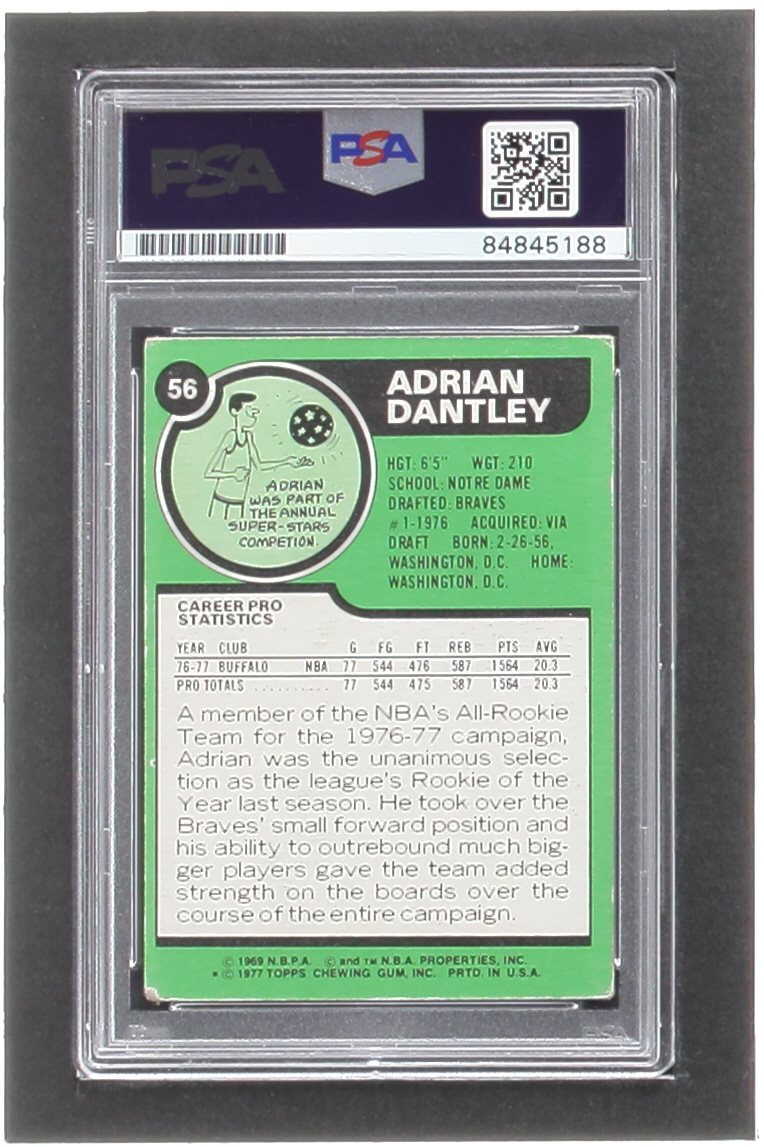 PSA PSA
84845188
56
ADRIAN
DANTLEY
ADRIAN
WAS PART OF
THE ANNUAL
SUPER-STARS
COMPETION.
HGT: 6'5" WGT: 210
SCHOOL: NOTRE DAME
DRAFTED: BRAVES
#1-1976 ACQUIRED: VIA
DRAFT BORN: 2-26-56,
WASHINGTON, D.C. HOME:
WASHINGTON, D.C.
CAREER PRO
STATISTICS
YEAR CLUB G FG FT REB PTS AVG
76-77 BUFFALO NBA 77 544 476 587 1564 20.3
PRO TOTALS .......... 77 544 475 587 1564 20.3
A member of the NBA's All-Rookie
Team for the 1976-77 campaign,
Adrian was the unanimous selec-
tion as the league's Rookie of the
Year last season. He took over the
Braves' small forward position and
his ability to outrebound much big-
ger players gave the team added
strength on the boards over the
course of the entire campaign.
© 1969 N.B.P.A. © and TM N.B.A. PROPERTIES, INC.
* © 1977 TOPPS CHEWING GUM, INC. PRTD. IN U.S.A.
PSA